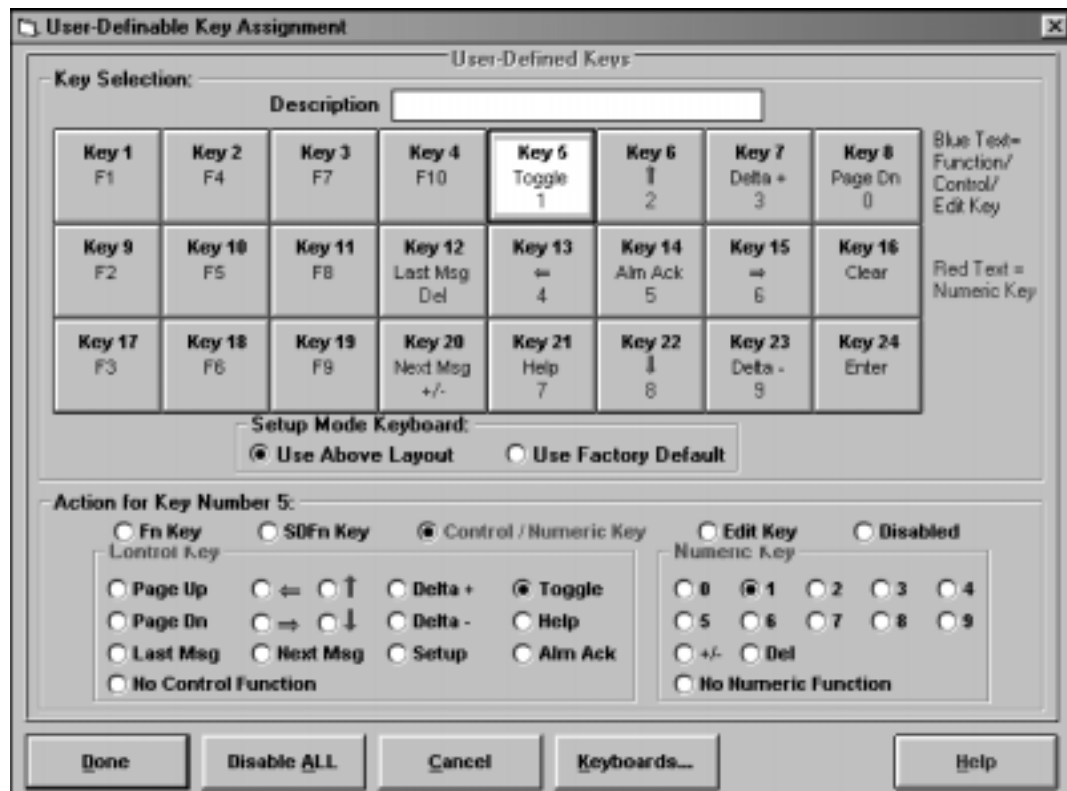 User-Definable Key Assignment
User-Defined Keys
Key Selection:
Description
Key 1 Key 2 Key 3 Key 4 Key 5 Key 6 Key 7 Key 8
F1 F4 F7 F10 Toggle ⇑ Delta + Page Dn
1 2 3 0
Blue Text=
Function/
Control/
Edit Key
Key 9 Key 10 Key 11 Key 12 Key 13 Key 14 Key 15 Key 16
F2 F5 F8 Last Msg ⇐ Alm Ack ⇒ Clear
Del 4 5 6
Red Text =
Numeric Key
Key 17 Key 18 Key 19 Key 20 Key 21 Key 22 Key 23 Key 24
F3 F6 F9 Next Msg Help ⇓ Delta - Enter
+/- 7 8 9
Setup Mode Keyboard:
Use Above Layout Use Factory Default
Action for Key Number 5:
Fn Key SDFn Key Control / Numeric Key Edit Key Disabled
Control Key Numeric Key
Page Up ⇐ ⇑ Delta + Toggle 0 1 2 3 4
Page Dn ⇒ ⇓ Delta - Help 5 6 7 8 9
Last Msg Next Msg Setup Alm Ack +/- Del
No Control Function No Numeric Function
Done Disable ALL Cancel Keyboards... Help